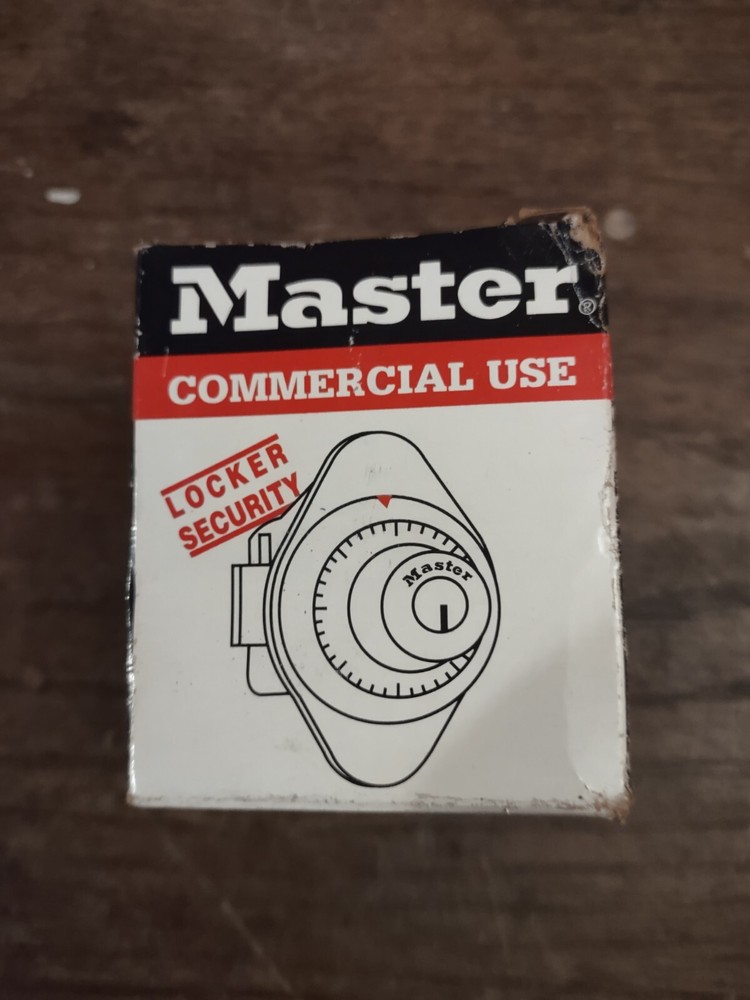 Master®
COMMERCIAL USE
LOCKER
SECURITY
Master